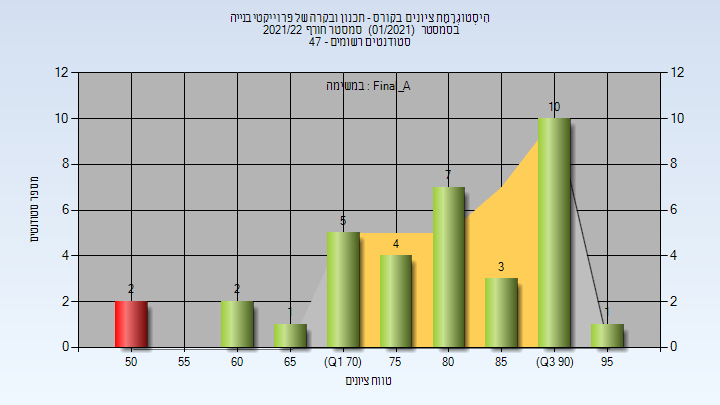 היסטוגרמת ציונים בקורס - תכנון ובקרה של פרוייקטי בנייה
בסמסטר (01/2021) סמסטר חורף 2021/22
סטודנטים רשומים - 47
במשימה : Final_A
12 12
10 10
8 8
6 6
4 4
2 2
0 0
2 2 1 5 4 7 3 10 1
50 55 60 65 (Q1 70) 75 80 85 (Q3 90) 95
מספר סטודנטים
טווח ציונים